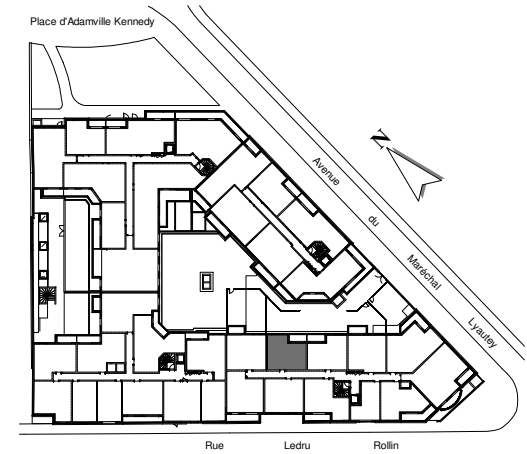 Place d'Adamville Kennedy
N
Avenue du Maréchal Lyautey
Rue Ledru Rollin